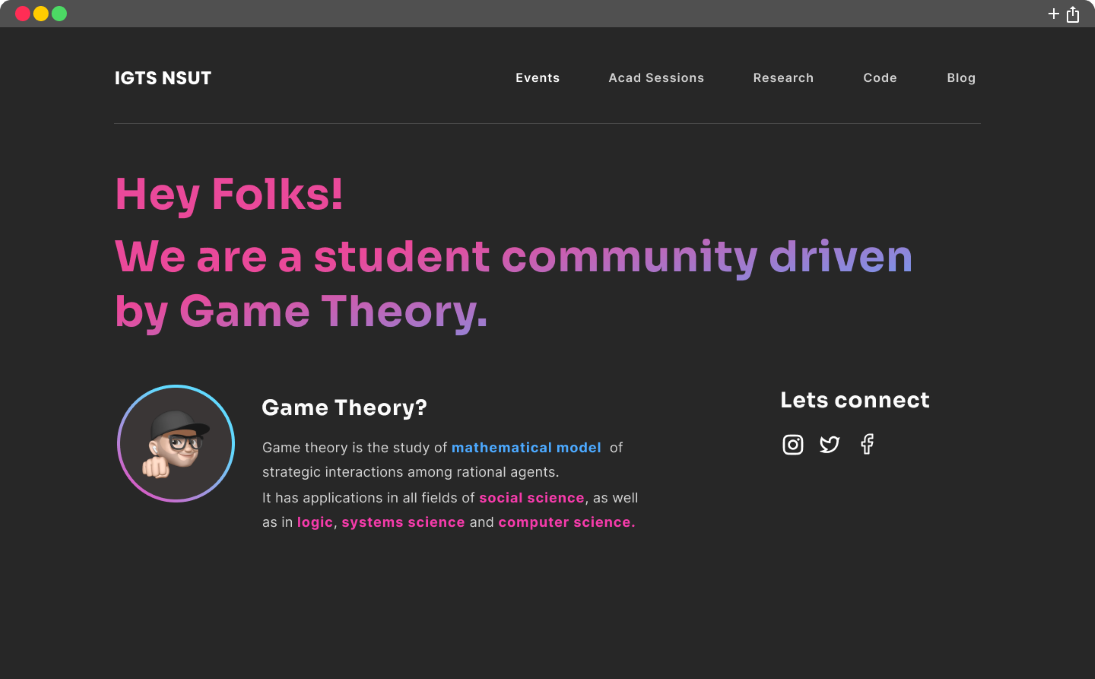 IGTS NSUT
Events Acad Sessions Research Code Blog
Hey Folks!
We are a student community driven
by Game Theory.
Game Theory?
Game theory is the study of mathematical model of
strategic interactions among rational agents.
It has applications in all fields of social science, as well
as in logic, systems science and computer science.
Lets connect